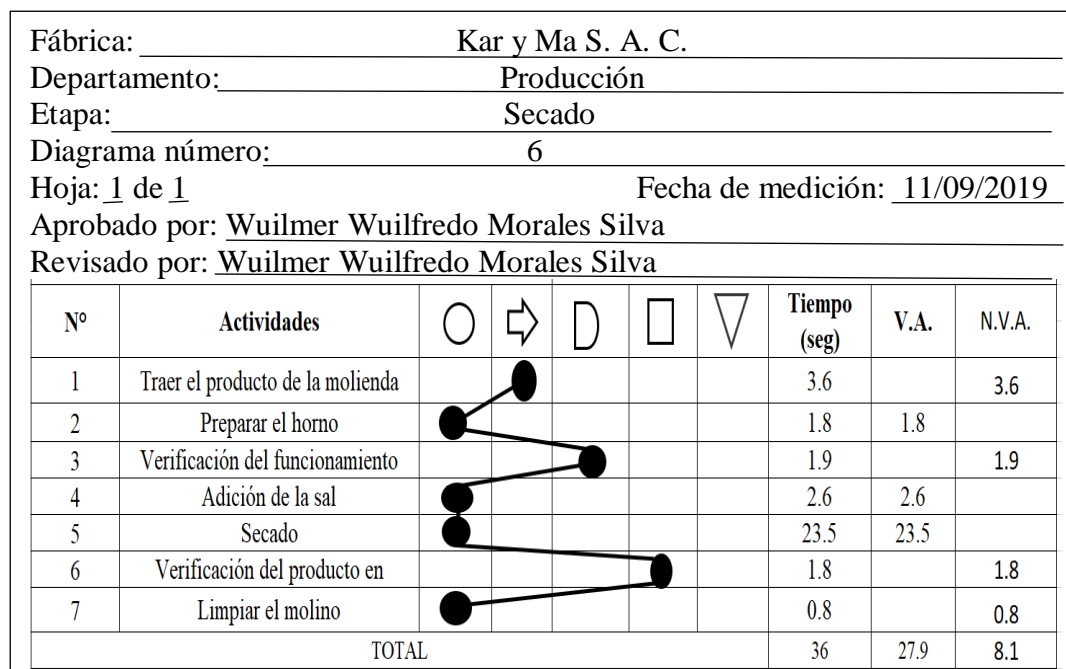 Fábrica: Kar y Ma S. A. C.
Departamento: Producción
Etapa: Secado
Diagrama número: 6
Hoja: 1 de 1 Fecha de medición: 11/09/2019
Aprobado por: Wuilmer Wuilfredo Morales Silva
Revisado por: Wuilmer Wuilfredo Morales Silva
N° Actividades Tiempo (seg) V.A. N.V.A.
1 Traer el producto de la molienda 3.6 3.6
2 Preparar el horno 1.8 1.8
3 Verificación del funcionamiento 1.9 1.9
4 Adición de la sal 2.6 2.6
5 Secado 23.5 23.5
6 Verificación del producto en 1.8 1.8
7 Limpiar el molino 0.8 0.8
TOTAL 36 27.9 8.1